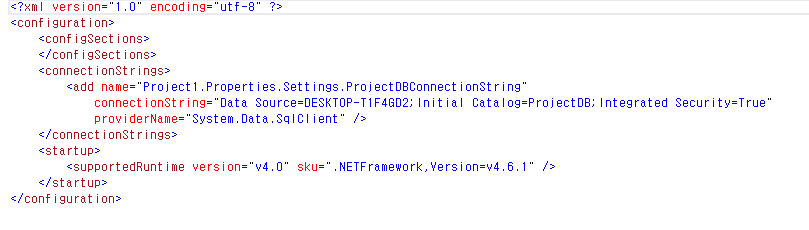 <?xml version="1.0" encoding="utf-8" ?>
<configuration>
<configSections>
</configSections>
<connectionStrings>
<add name="Project1.Properties.Settings.ProjectDBConnectionString"
connectionString="Data Source=DESKTOP-T1F4GD2;Initial Catalog=ProjectDB;Integrated Security=True"
providerName="System.Data.SqlClient" />
</connectionStrings>
<startup>
<supportedRuntime version="v4.0" sku=".NETFramework,Version=v4.6.1" />
</startup>
</configuration>